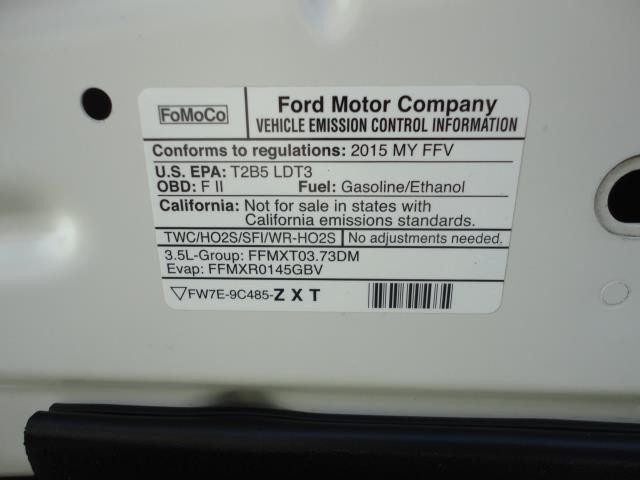 FoMoCo
Ford Motor Company
VEHICLE EMISSION CONTROL INFORMATION
Conforms to regulations: 2015 MY FFV
U.S. EPA: T2B5 LDT3
OBD: F II Fuel: Gasoline/Ethanol
California: Not for sale in states with
California emissions standards.
TWC/HO2S/SFI/WR-HO2S No adjustments needed.
3.5L-Group: FFMXT03.73DM
Evap: FFMXR0145GBV
FW7E-9C485-Z X T